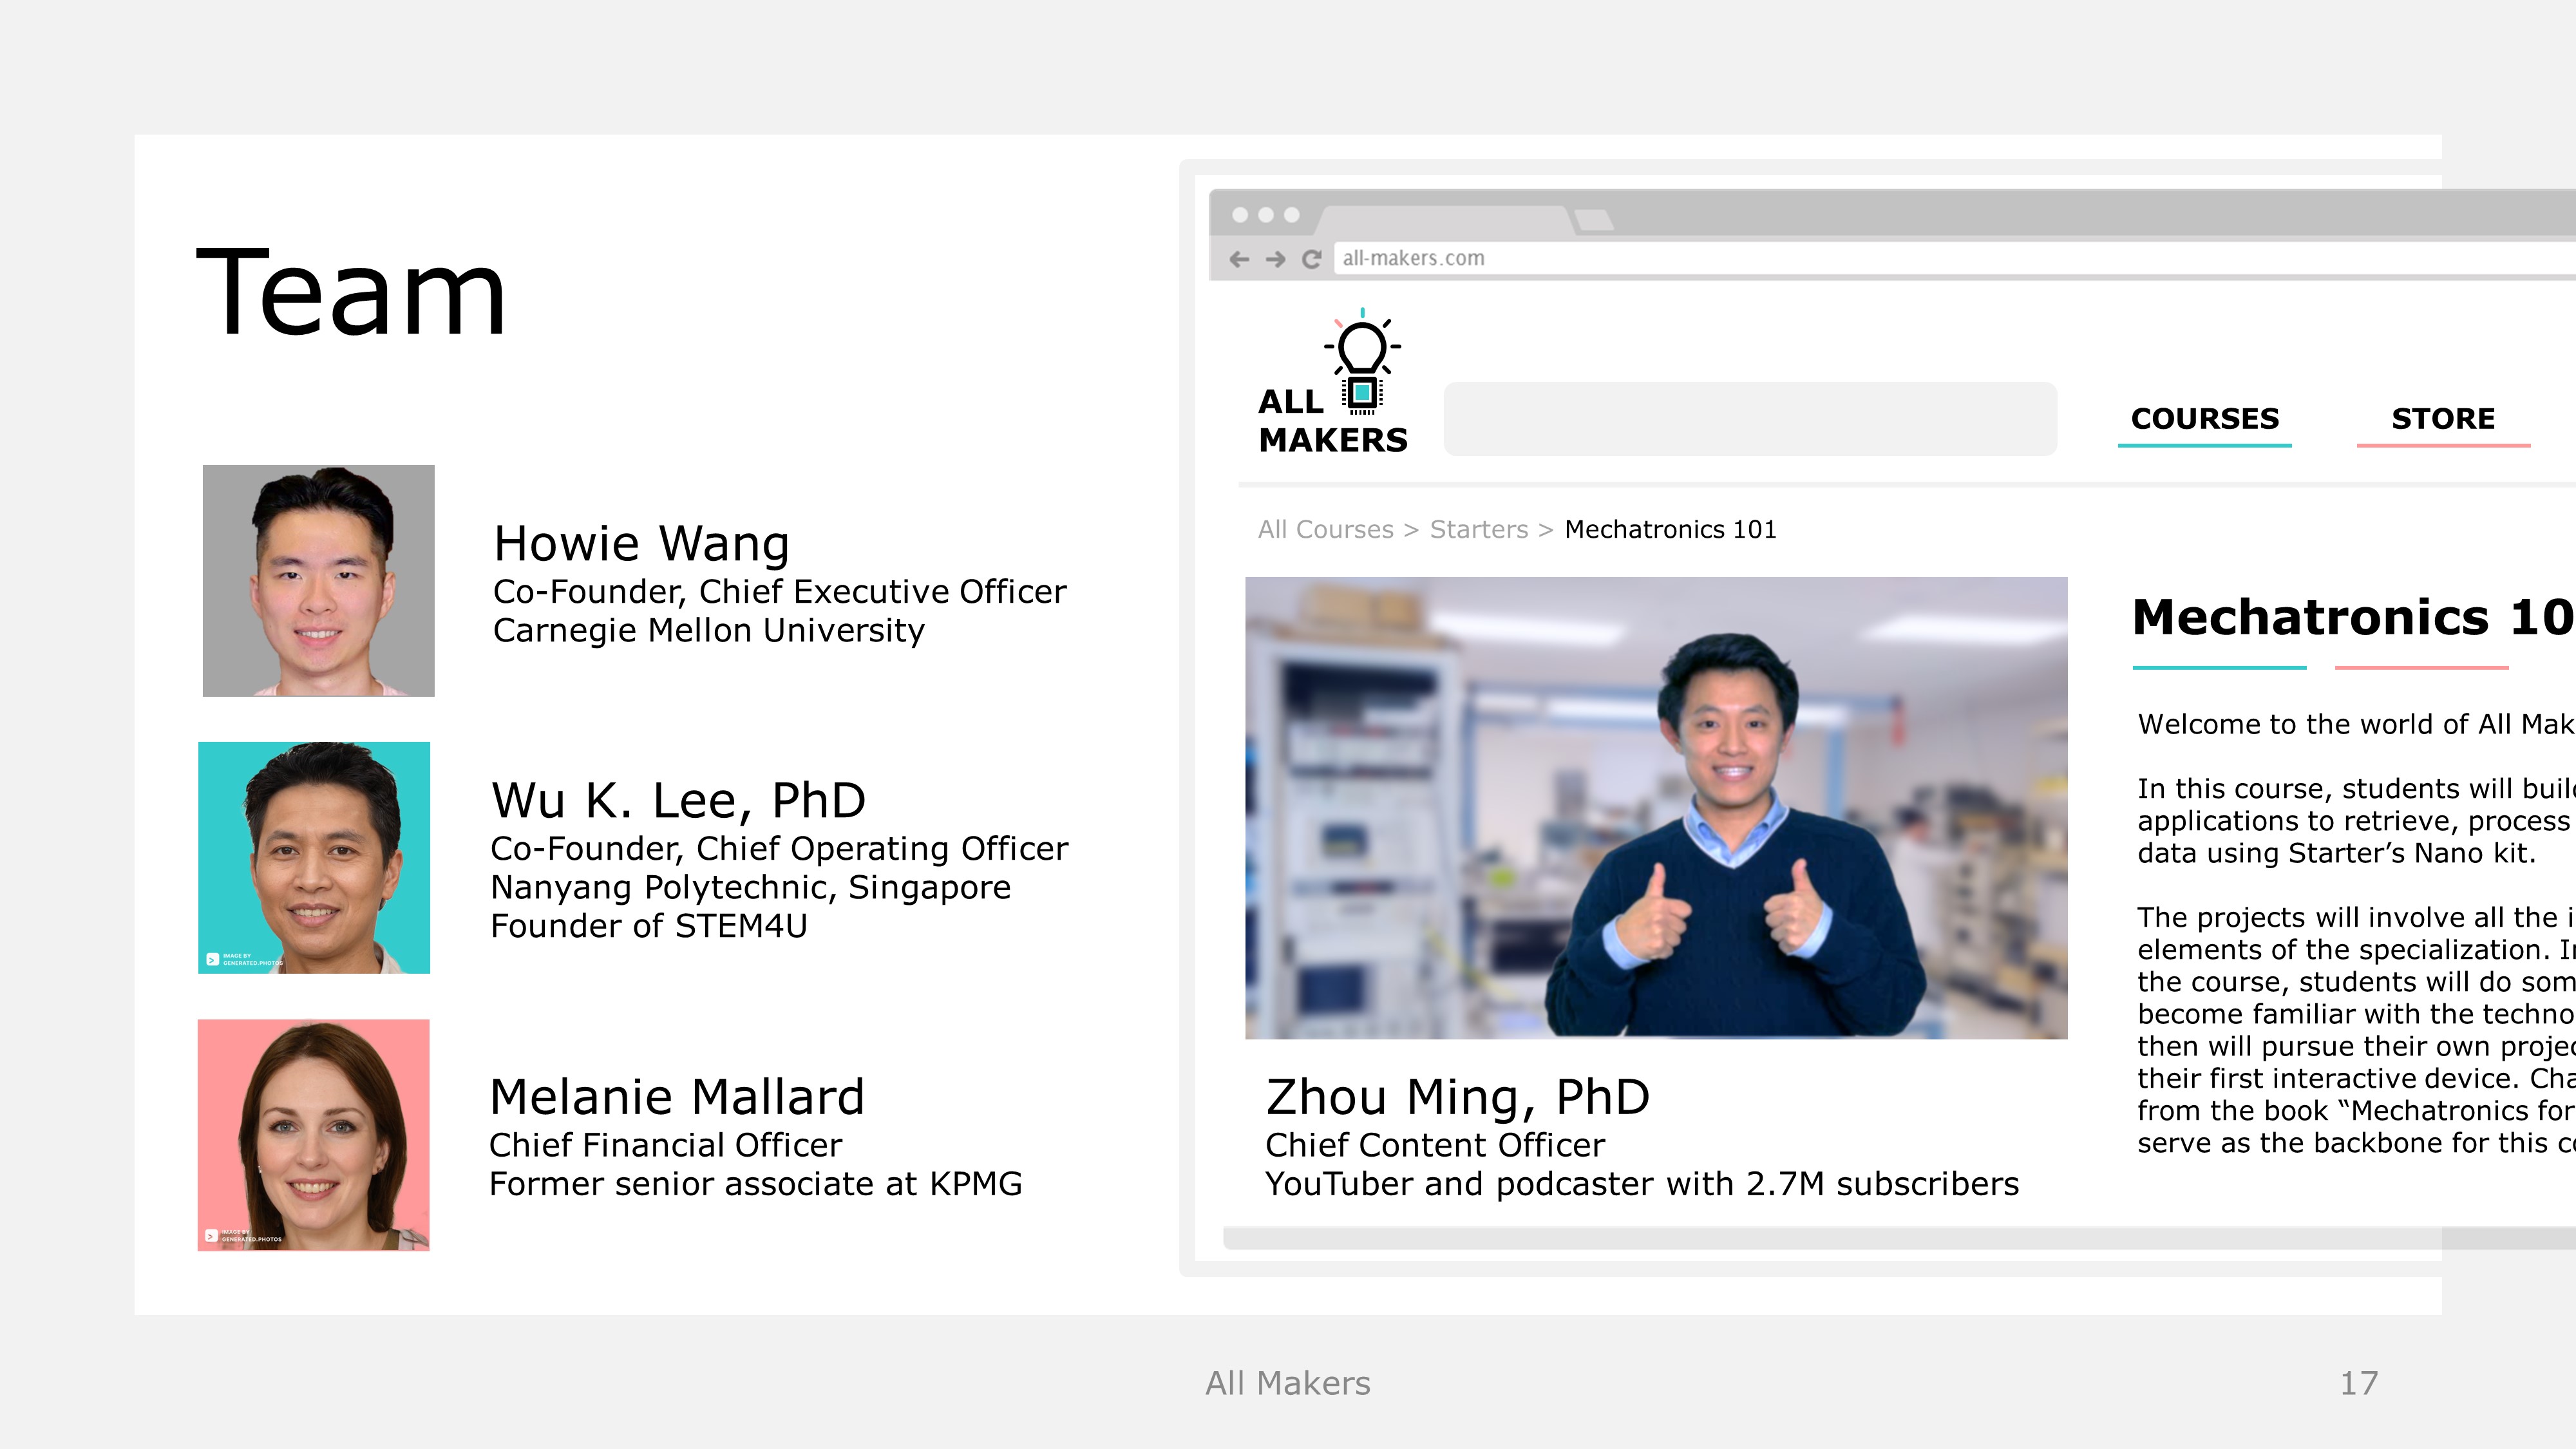 Team
Howie Wang
Co-Founder, Chief Executive Officer
Carnegie Mellon University
IMAGE BY
GENERATED.PHOTOS
Wu K. Lee, PhD
Co-Founder, Chief Operating Officer
Nanyang Polytechnic, Singapore
Founder of STEM4U
IMAGE BY
GENERATED.PHOTOS
Melanie Mallard
Chief Financial Officer
Former senior associate at KPMG
all-makers.com
ALL
MAKERS
COURSES STORE
All Courses > Starters > Mechatronics 101
Zhou Ming, PhD
Chief Content Officer
YouTuber and podcaster with 2.7M subscribers
Mechatronics 10
Welcome to the world of All Mak
In this course, students will build
applications to retrieve, process
data using Starter’s Nano kit.
The projects will involve all the i
elements of the specialization. In
the course, students will do som
become familiar with the techno
then will pursue their own projec
their first interactive device. Cha
from the book “Mechatronics for
serve as the backbone for this co
All Makers
17